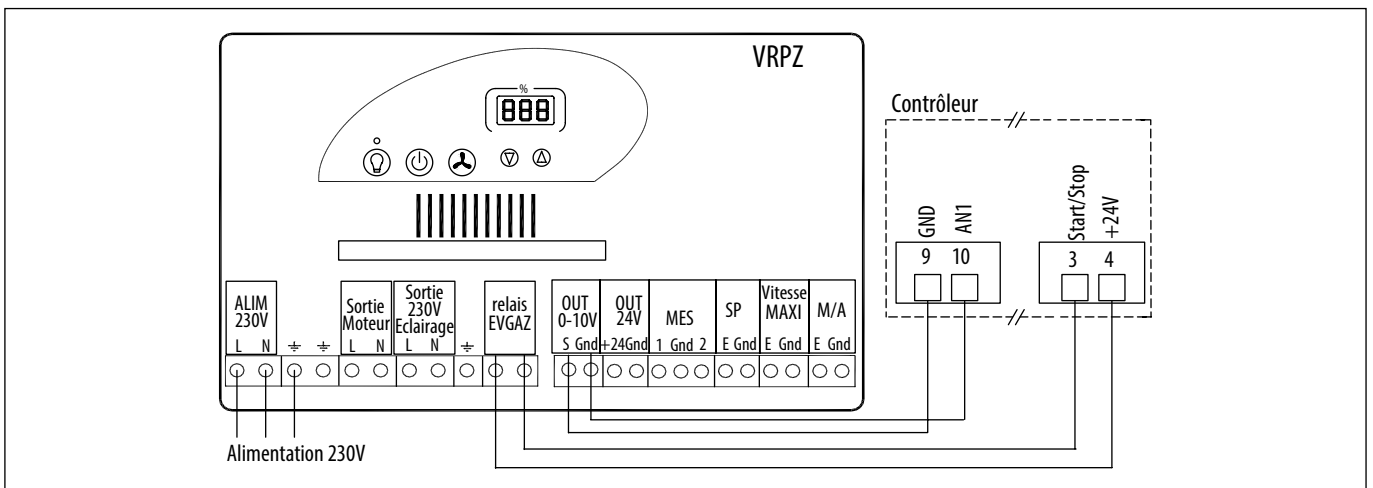 VRPZ
%
888
Contrôleur
GND
AN1
Start/Stop
+24V
9
10
3
4
ALIM
230V
L N
Sortie
Moteur
L N
Sortie
230V
Eclairage
L N
relais
EVGAZ
OUT
0-10V
S Gnd
OUT
24V
+24Gnd
MES
1 Gnd 2
SP
E Gnd
Vitesse
MAXI
E Gnd
M/A
E Gnd
Alimentation 230V